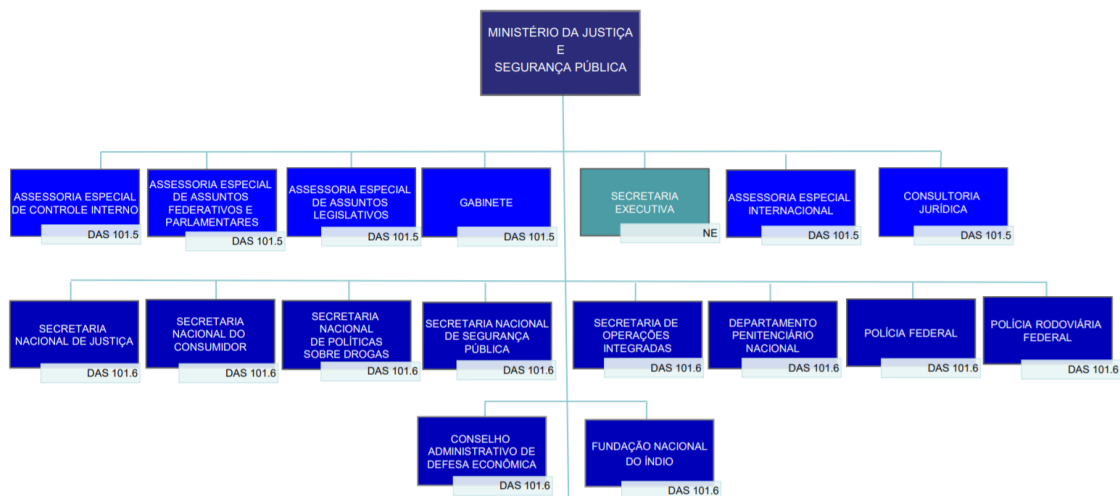 MINISTÉRIO DA JUSTIÇA
E
SEGURANÇA PÚBLICA
ASSESSORIA ESPECIAL
DE CONTROLE INTERNO
DAS 101.5
ASSESSORIA ESPECIAL
DE ASSUNTOS
FEDERATIVOS E
PARLAMENTARES
DAS 101.5
ASSESSORIA ESPECIAL
DE ASSUNTOS
LEGISLATIVOS
DAS 101.5
GABINETE
DAS 101.5
SECRETARIA
EXECUTIVA
NE
ASSESSORIA ESPECIAL
INTERNACIONAL
DAS 101.5
CONSULTORIA
JURÍDICA
DAS 101.5
SECRETARIA
NACIONAL DE JUSTIÇA
DAS 101.6
SECRETARIA
NACIONAL DO
CONSUMIDOR
DAS 101.6
SECRETARIA
NACIONAL
DE POLÍTICAS
SOBRE DROGAS
DAS 101.6
SECRETARIA NACIONAL
DE SEGURANÇA
PÚBLICA
DAS 101.6
SECRETARIA DE
OPERAÇÕES
INTEGRADAS
DAS 101.6
DEPARTAMENTO
PENITENCIÁRIO
NACIONAL
DAS 101.6
POLÍCIA FEDERAL
DAS 101.6
POLÍCIA RODOVIÁRIA
FEDERAL
DAS 101.6
CONSELHO
ADMINISTRATIVO DE
DEFESA ECONÔMICA
DAS 101.6
FUNDAÇÃO NACIONAL
DO ÍNDIO
DAS 101.6